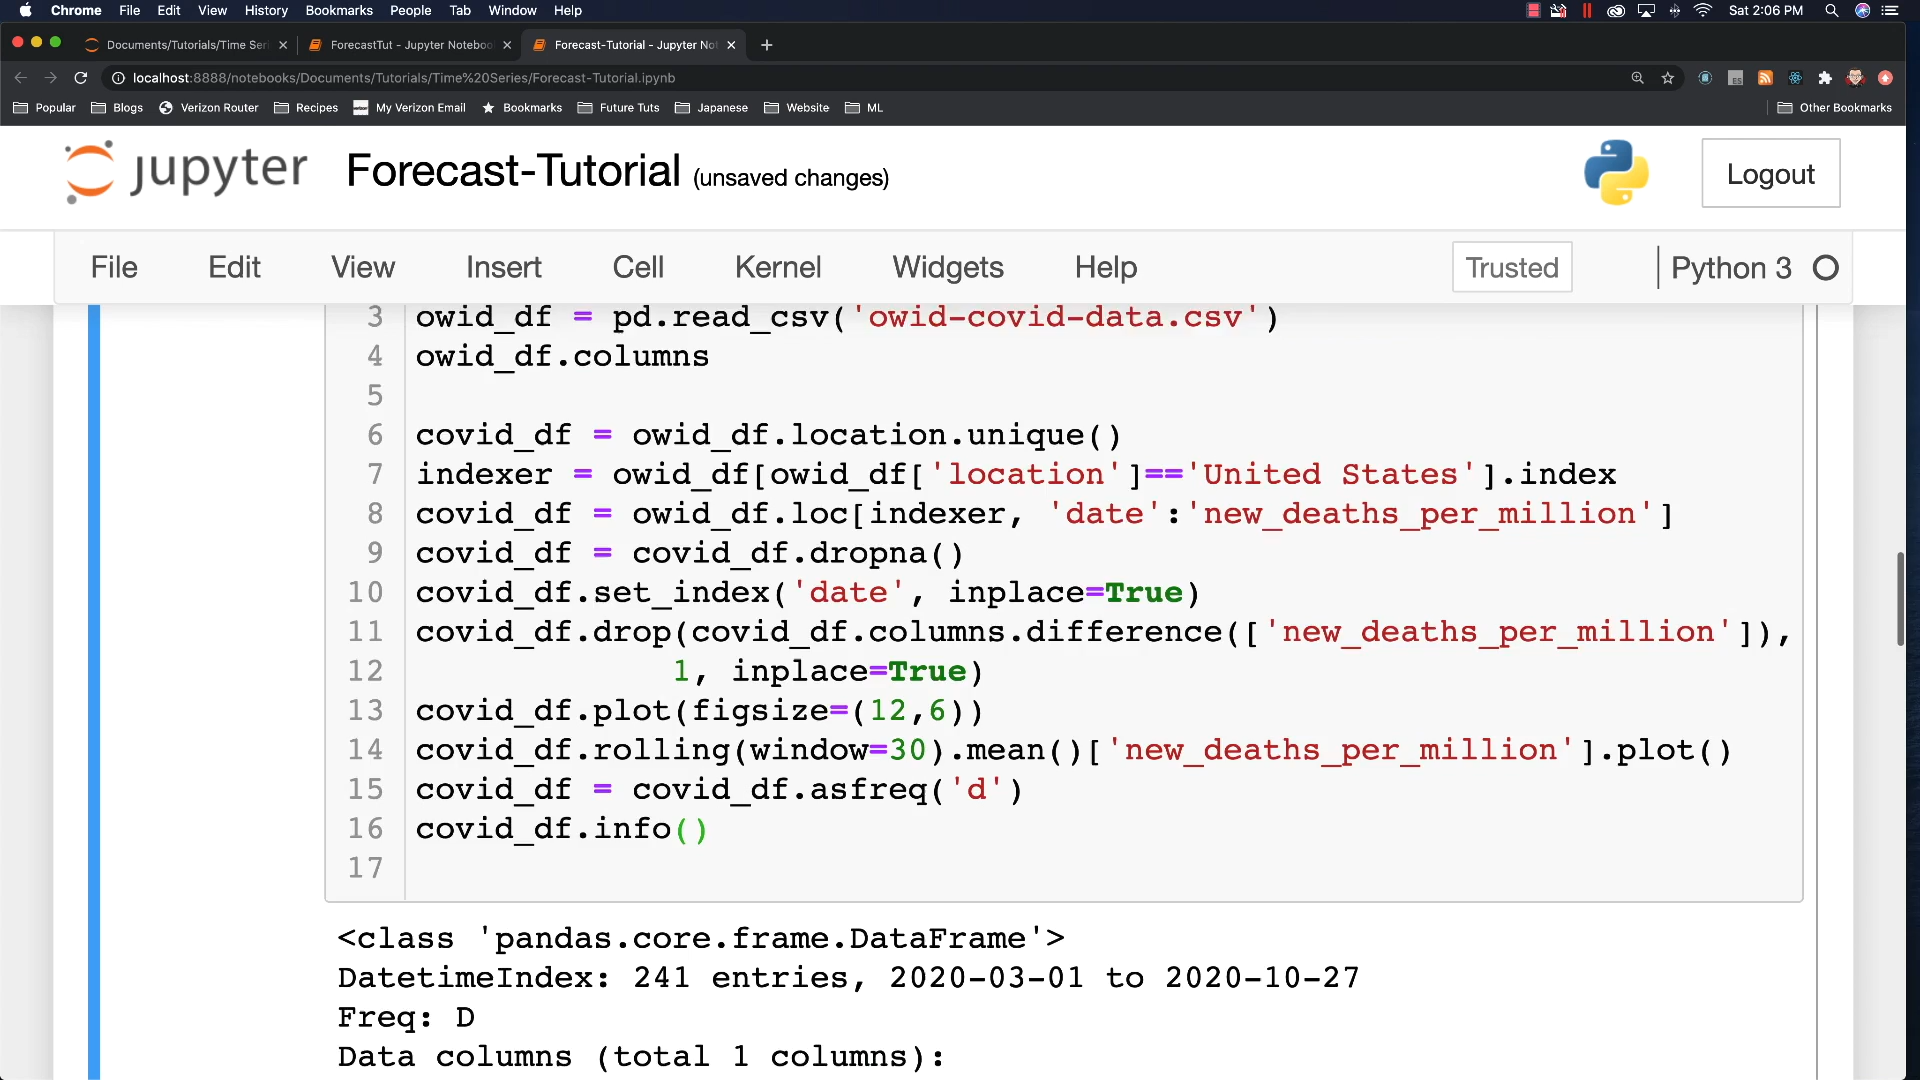 Chrome File Edit View History Bookmarks People Tab Window Help Sat 2:06 PM
Documents/Tutorials/Time Seri ForecastTut - Jupyter Noteboo Forecast-Tutorial - Jupyter Not
localhost:8888/notebooks/Documents/Tutorials/Time%20Series/Forecast-Tutorial.ipynb
Popular Blogs Verizon Router Recipes My Verizon Email Bookmarks Future Tuts Japanese Website ML Other Bookmarks
jupyter Forecast-Tutorial (unsaved changes) Logout
File Edit View Insert Cell Kernel Widgets Help Trusted Python 3
3 owid_df = pd.read_csv('owid-covid-data.csv')
4 owid_df.columns
5
6 covid_df = owid_df.location.unique()
7 indexer = owid_df[owid_df['location']=='United States'].index
8 covid_df = owid_df.loc[indexer, 'date':'new_deaths_per_million']
9 covid_df = covid_df.dropna()
10 covid_df.set_index('date', inplace=True)
11 covid_df.drop(covid_df.columns.difference(['new_deaths_per_million']),
12 1, inplace=True)
13 covid_df.plot(figsize=(12,6))
14 covid_df.rolling(window=30).mean()['new_deaths_per_million'].plot()
15 covid_df = covid_df.asfreq('d')
16 covid_df.info()
17
<class 'pandas.core.frame.DataFrame'>
DatetimeIndex: 241 entries, 2020-03-01 to 2020-10-27
Freq: D
Data columns (total 1 columns):